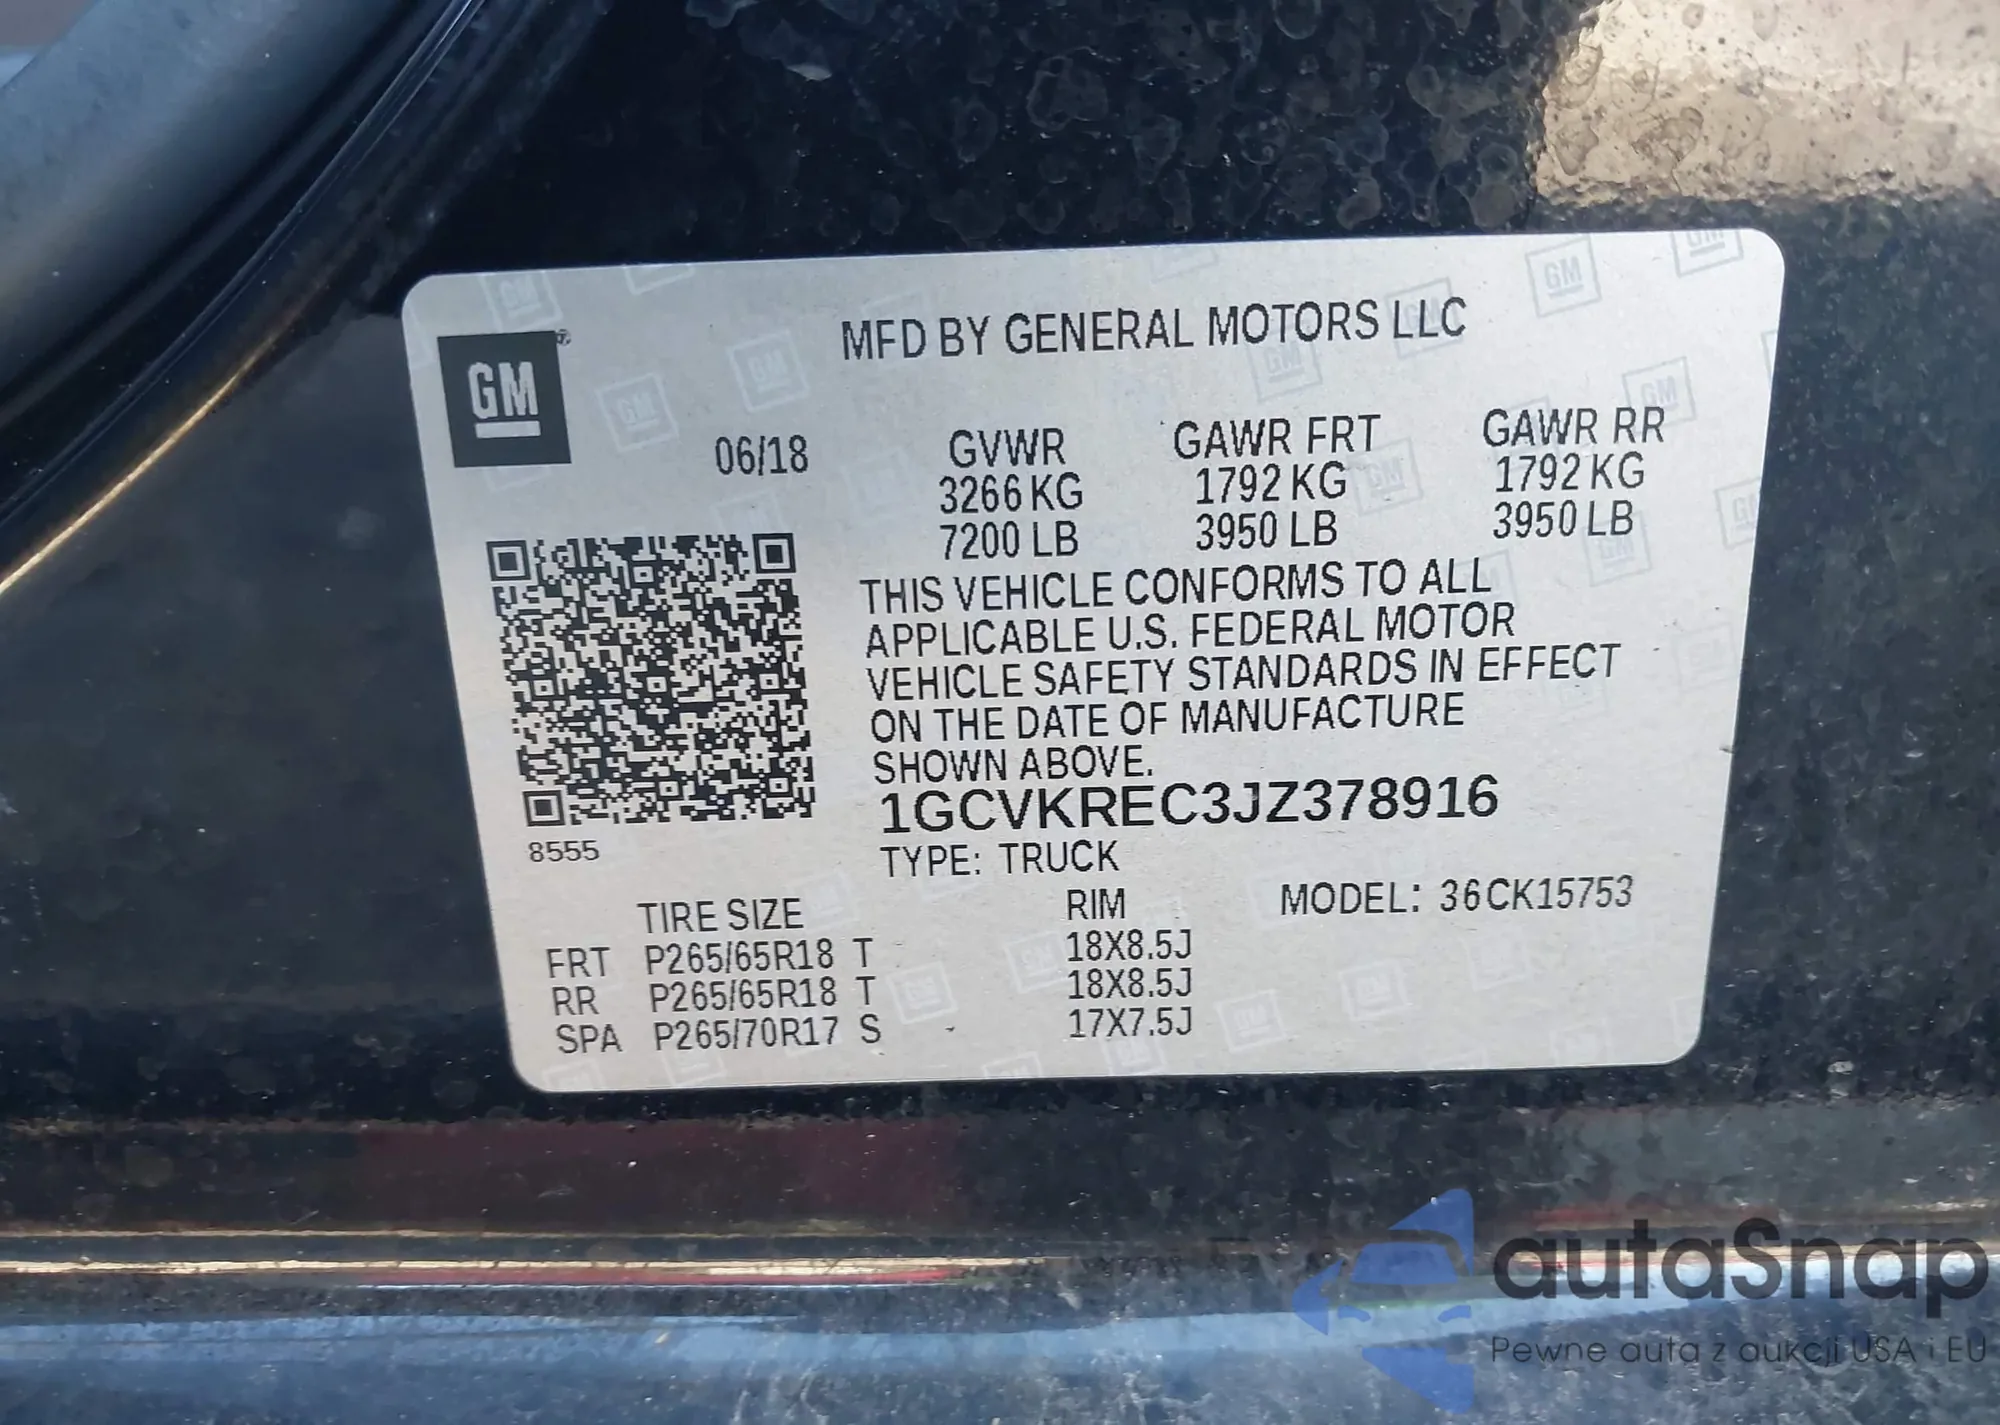 MFD BY GENERAL MOTORS LLC
GM
06/18
GVWR GAWR FRT GAWR RR
3266 KG 1792 KG 1792 KG
7200 LB 3950 LB 3950 LB
THIS VEHICLE CONFORMS TO ALL
APPLICABLE U.S. FEDERAL MOTOR
VEHICLE SAFETY STANDARDS IN EFFECT
ON THE DATE OF MANUFACTURE
SHOWN ABOVE.
1GCVKREC3JZ378916
8555
TYPE: TRUCK
TIRE SIZE RIM MODEL: 36CK15753
FRT P265/65R18 T 18X8.5J
RR P265/65R18 T 18X8.5J
SPA P265/70R17 S 17X7.5J
autaSnap
Pewne auta z aukcji USA i EU